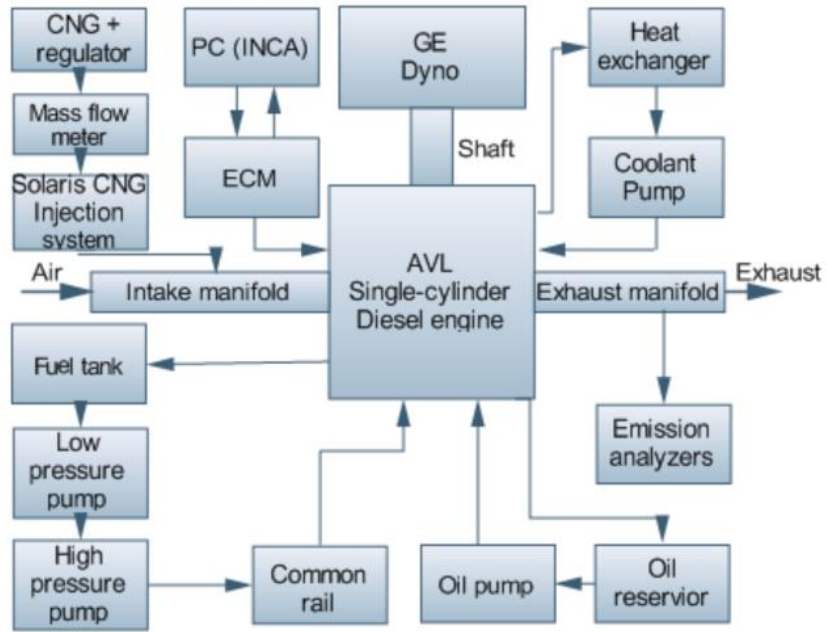 CNG +
regulator
Mass flow
meter
Solaris CNG
Injection
system
PC (INCA)
ECM
GE
Dyno
Shaft
Heat
exchanger
Coolant
Pump
Air
Intake manifold
AVL
Single-cylinder
Diesel engine
Exhaust manifold
Exhaust
Fuel tank
Low
pressure
pump
High
pressure
pump
Common
rail
Oil pump
Oil
reservior
Emission
analyzers